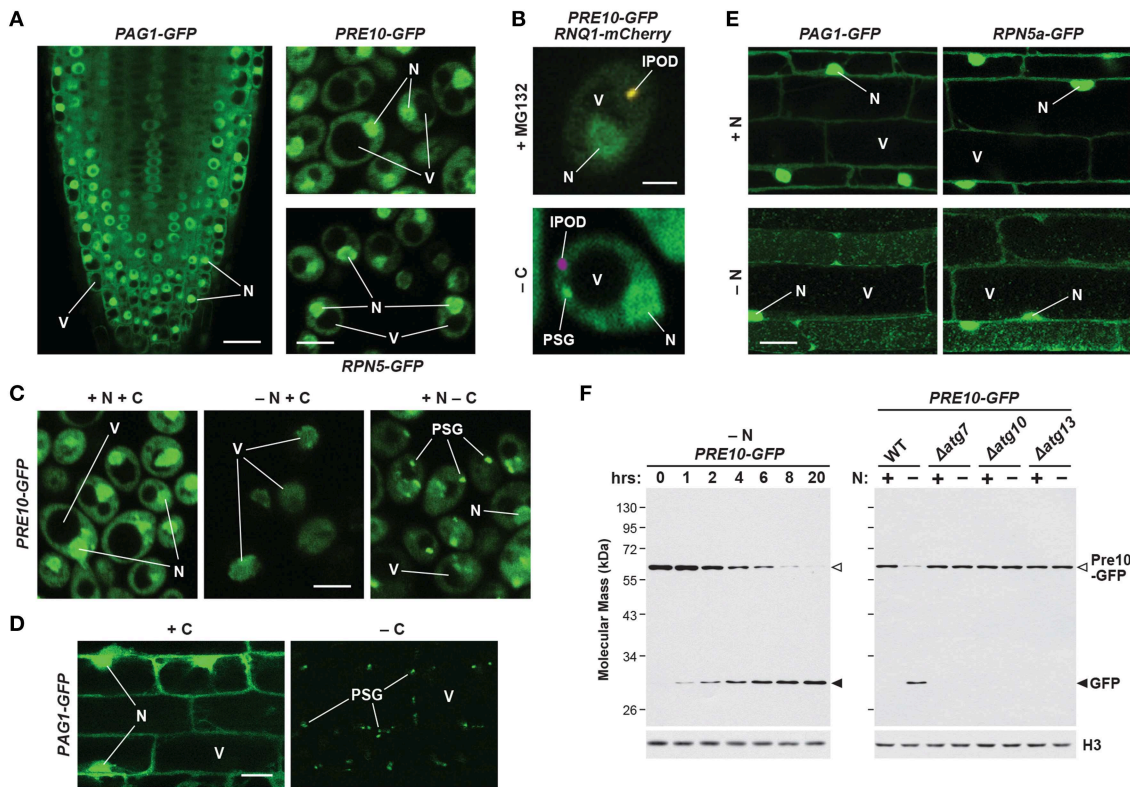 A
PAG1-GFP
PRE10-GFP
N
V
N
V
N
V
RPN5-GFP
B
PRE10-GFP
RNQ1-mCherry
+ MG132
IPOD
V
N
– C
IPOD
V
PSG
N
E
PAG1-GFP
RPN5a-GFP
+ N
N
V
N
V
– N
N
V
V
N
C
+ N + C
– N + C
+ N – C
PRE10-GFP
V
N
V
PSG
N
V
D
+ C
– C
PAG1-GFP
N
V
PSG
V
F
– N
PRE10-GFP
hrs: 0 1 2 4 6 8 20
Molecular Mass (kDa)
130
95
72
55
43
34
26
PRE10-GFP
WT Δatg7 Δatg10 Δatg13
N: + – + – + – + –
Pre10
-GFP
GFP
H3